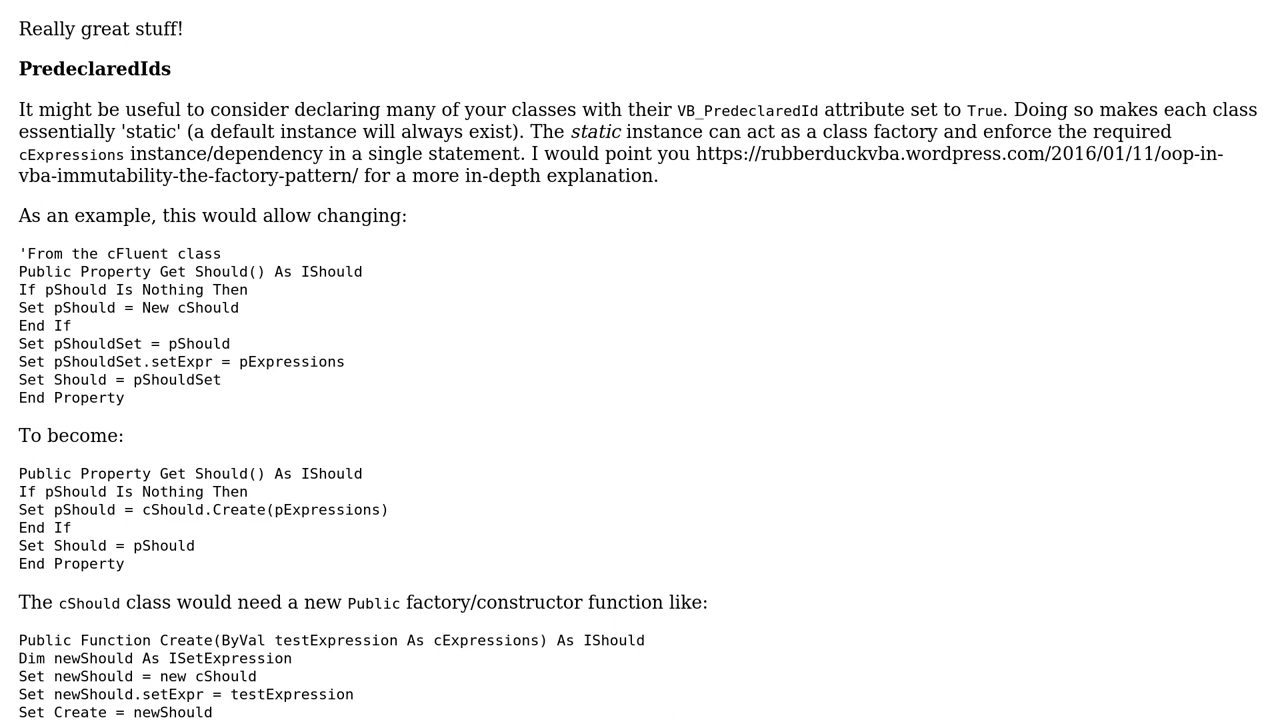 Really great stuff!
PredeclaredIds
It might be useful to consider declaring many of your classes with their VB_PredeclaredId attribute set to True. Doing so makes each class
essentially 'static' (a default instance will always exist). The static instance can act as a class factory and enforce the required
cExpressions instance/dependency in a single statement. I would point you https://rubberduckvba.wordpress.com/2016/01/11/oop-in-
vba-immutability-the-factory-pattern/ for a more in-depth explanation.
As an example, this would allow changing:
'From the cFluent class
Public Property Get Should() As IShould
If pShould Is Nothing Then
Set pShould = New cShould
End If
Set pShouldSet = pShould
Set pShouldSet.setExpr = pExpressions
Set Should = pShouldSet
End Property
To become:
Public Property Get Should() As IShould
If pShould Is Nothing Then
Set pShould = cShould.Create(pExpressions)
End If
Set Should = pShould
End Property
The cShould class would need a new Public factory/constructor function like:
Public Function Create(ByVal testExpression As cExpressions) As IShould
Dim newShould As ISetExpression
Set newShould = new cShould
Set newShould.setExpr = testExpression
Set Create = newShould